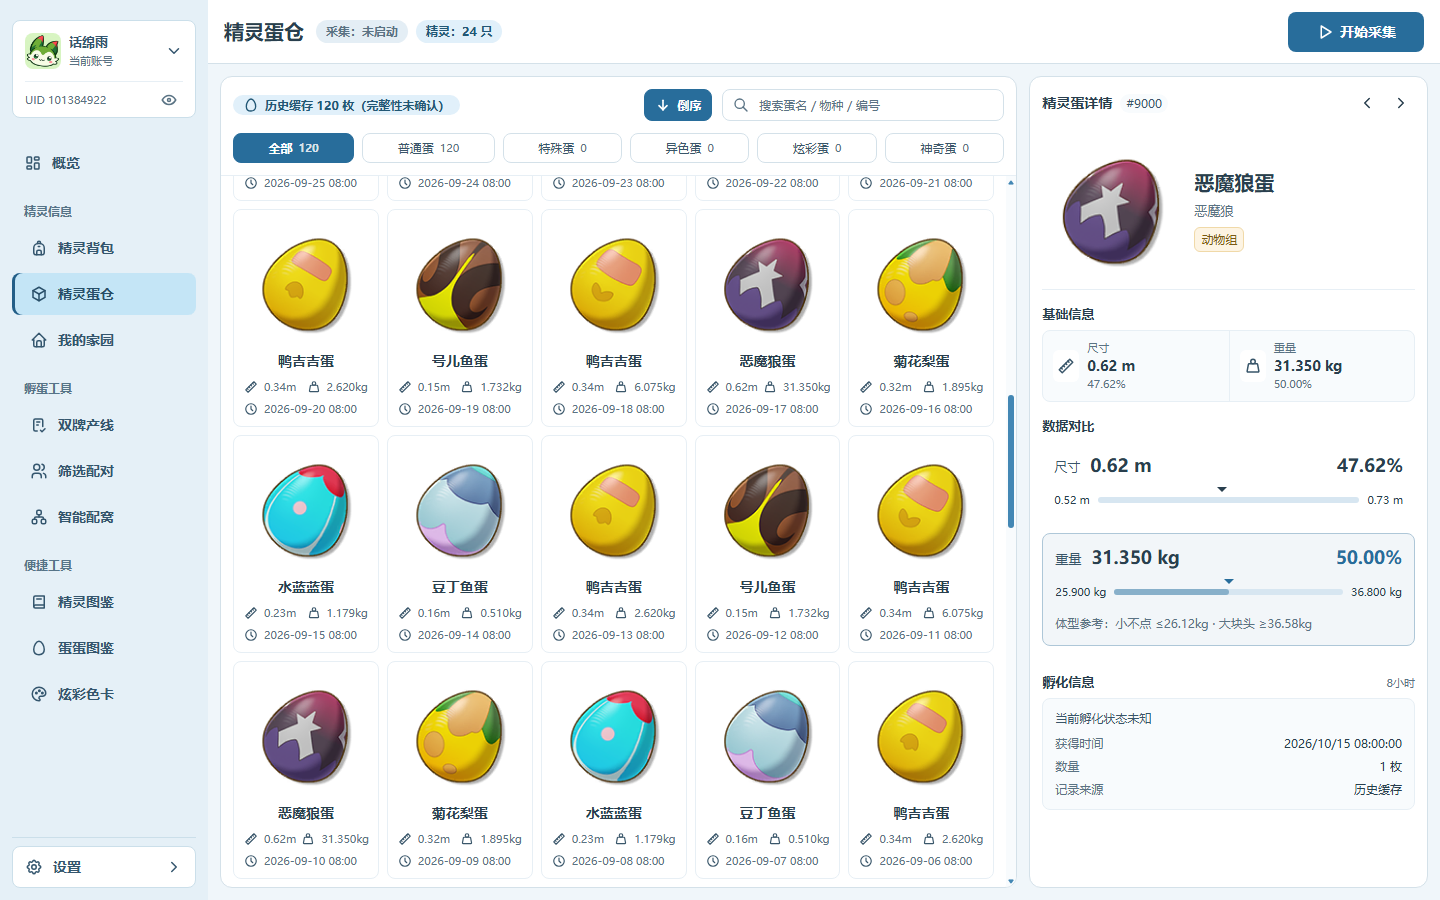 话绵雨
当前账号
UID 101384922
概览
精灵信息
精灵背包
精灵蛋仓
我的家园
孵蛋工具
双牌产线
筛选配对
智能配窝
便捷工具
精灵图鉴
蛋蛋图鉴
炫彩色卡
设置
精灵蛋仓 采集：未启动 精灵：24 只
开始采集
历史缓存 120 枚（完整性未确认）
倒序
搜索蛋名 / 物种 / 编号
全部 120 普通蛋 120 特殊蛋 0 异色蛋 0 炫彩蛋 0 神奇蛋 0
2026-09-25 08:00 2026-09-24 08:00 2026-09-23 08:00 2026-09-22 08:00 2026-09-21 08:00
鸭吉吉蛋 号儿鱼蛋 鸭吉吉蛋 恶魔狼蛋 菊花梨蛋
0.34m 2.620kg 0.15m 1.732kg 0.34m 6.075kg 0.62m 31.350kg 0.32m 1.895kg
2026-09-20 08:00 2026-09-19 08:00 2026-09-18 08:00 2026-09-17 08:00 2026-09-16 08:00
水蓝蓝蛋 豆丁鱼蛋 鸭吉吉蛋 号儿鱼蛋 鸭吉吉蛋
0.23m 1.179kg 0.16m 0.510kg 0.34m 2.620kg 0.15m 1.732kg 0.34m 6.075kg
2026-09-15 08:00 2026-09-14 08:00 2026-09-13 08:00 2026-09-12 08:00 2026-09-11 08:00
恶魔狼蛋 菊花梨蛋 水蓝蓝蛋 豆丁鱼蛋 鸭吉吉蛋
0.62m 31.350kg 0.32m 1.895kg 0.23m 1.179kg 0.16m 0.510kg 0.34m 2.620kg
2026-09-10 08:00 2026-09-09 08:00 2026-09-08 08:00 2026-09-07 08:00 2026-09-06 08:00
精灵蛋详情 #9000
恶魔狼蛋
恶魔狼
动物组
基础信息
尺寸
0.62 m
47.62%
重量
31.350 kg
50.00%
数据对比
尺寸 0.62 m 47.62%
0.52 m 0.73 m
重量 31.350 kg 50.00%
25.900 kg 36.800 kg
体型参考：小不点 ≤26.12kg · 大块头 ≥36.58kg
孵化信息 8小时
当前孵化状态未知
获得时间 2026/10/15 08:00:00
数量 1 枚
记录来源 历史缓存